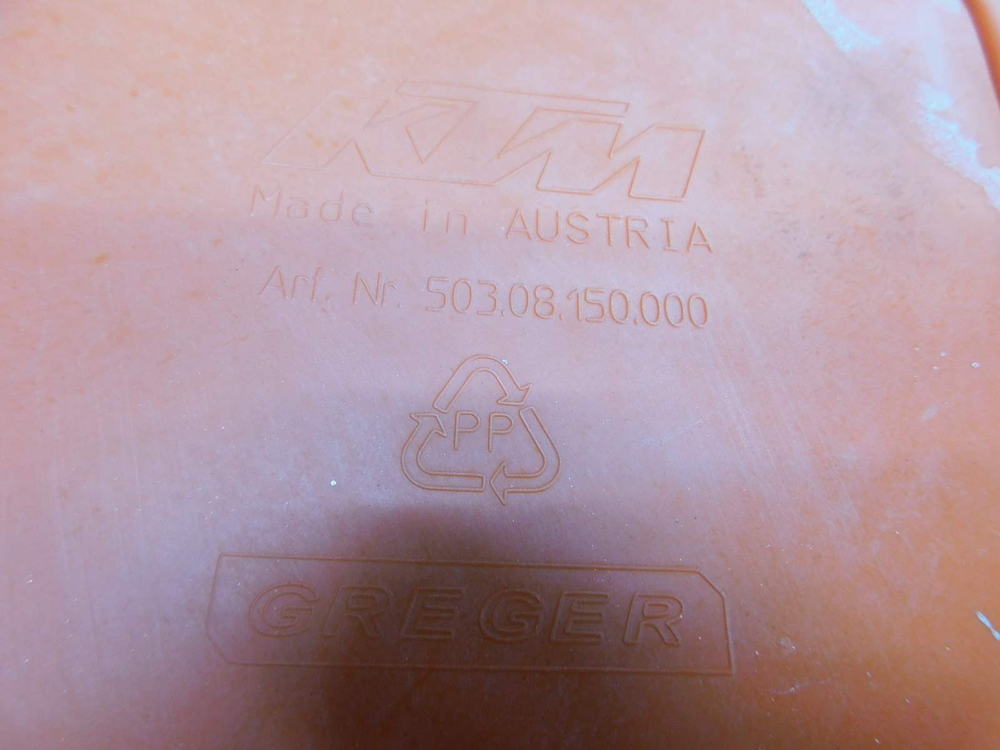 KTM
Made in AUSTRIA
Art. Nr. 503.08.150.000
PP
GREGER